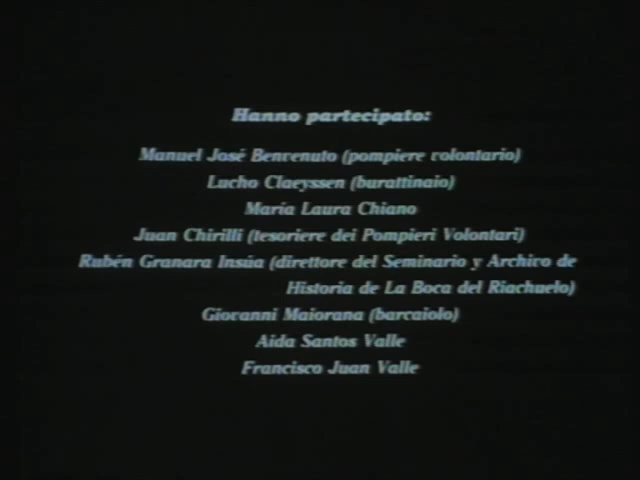 Hanno partecipato:
Manuel José Benvenuto (pompiere volontario)
Lucho Claeyssen (burattinaio)
María Laura Chiano
Juan Chirilli (tesoriere dei Pompieri Volontari)
Rubén Granara Insúa (direttore del Seminario y Archivo de
Historia de La Boca del Riachuelo)
Giovanni Maiorana (barcaiolo)
Aida Santos Valle
Francisco Juan Valle